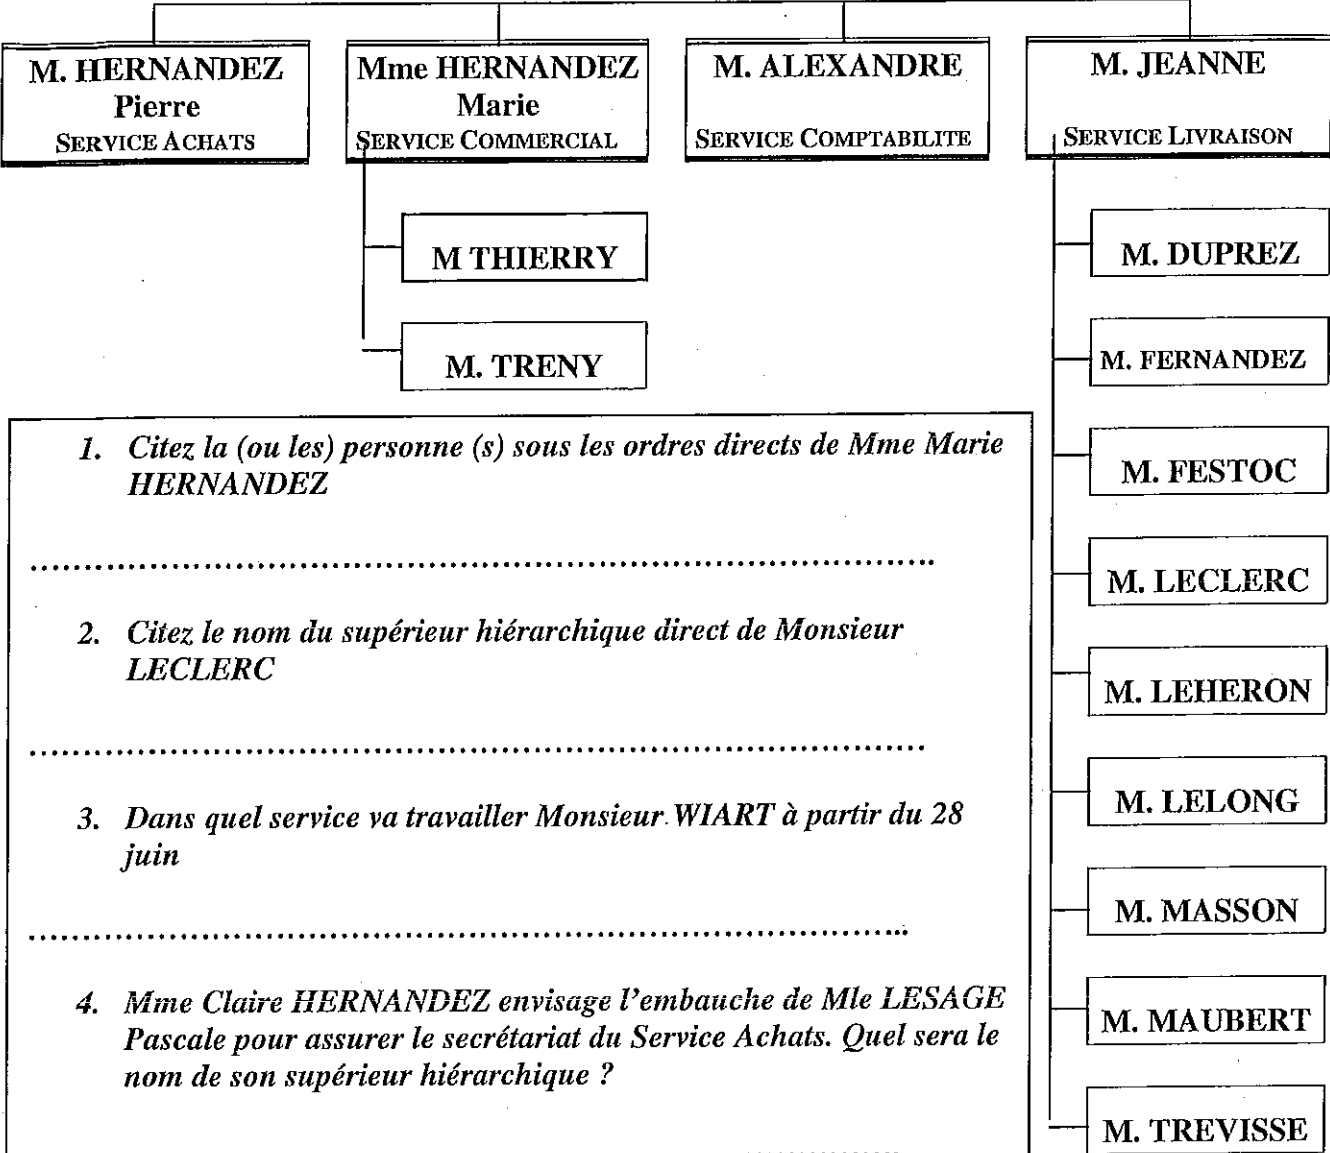 M. HERNANDEZ
Pierre
SERVICE ACHATS
Mme HERNANDEZ
Marie
SERVICE COMMERCIAL
M. ALEXANDRE
SERVICE COMPTABILITE
M. JEANNE
SERVICE LIVRAISON
M THIERRY
M. TRENY
M. DUPREZ
M. FERNANDEZ
M. FESTOC
M. LECLERC
M. LEHERON
M. LELONG
M. MASSON
M. MAUBERT
M. TREVISSE
1. Citez la (ou les) personne (s) sous les ordres directs de Mme Marie
HERNANDEZ
2. Citez le nom du supérieur hiérarchique direct de Monsieur
LECLERC
3. Dans quel service va travailler Monsieur WIART à partir du 28
juin
4. Mme Claire HERNANDEZ envisage l'embauche de Mle LESAGE
Pascale pour assurer le secrétariat du Service Achats. Quel sera le
nom de son supérieur hiérarchique ?